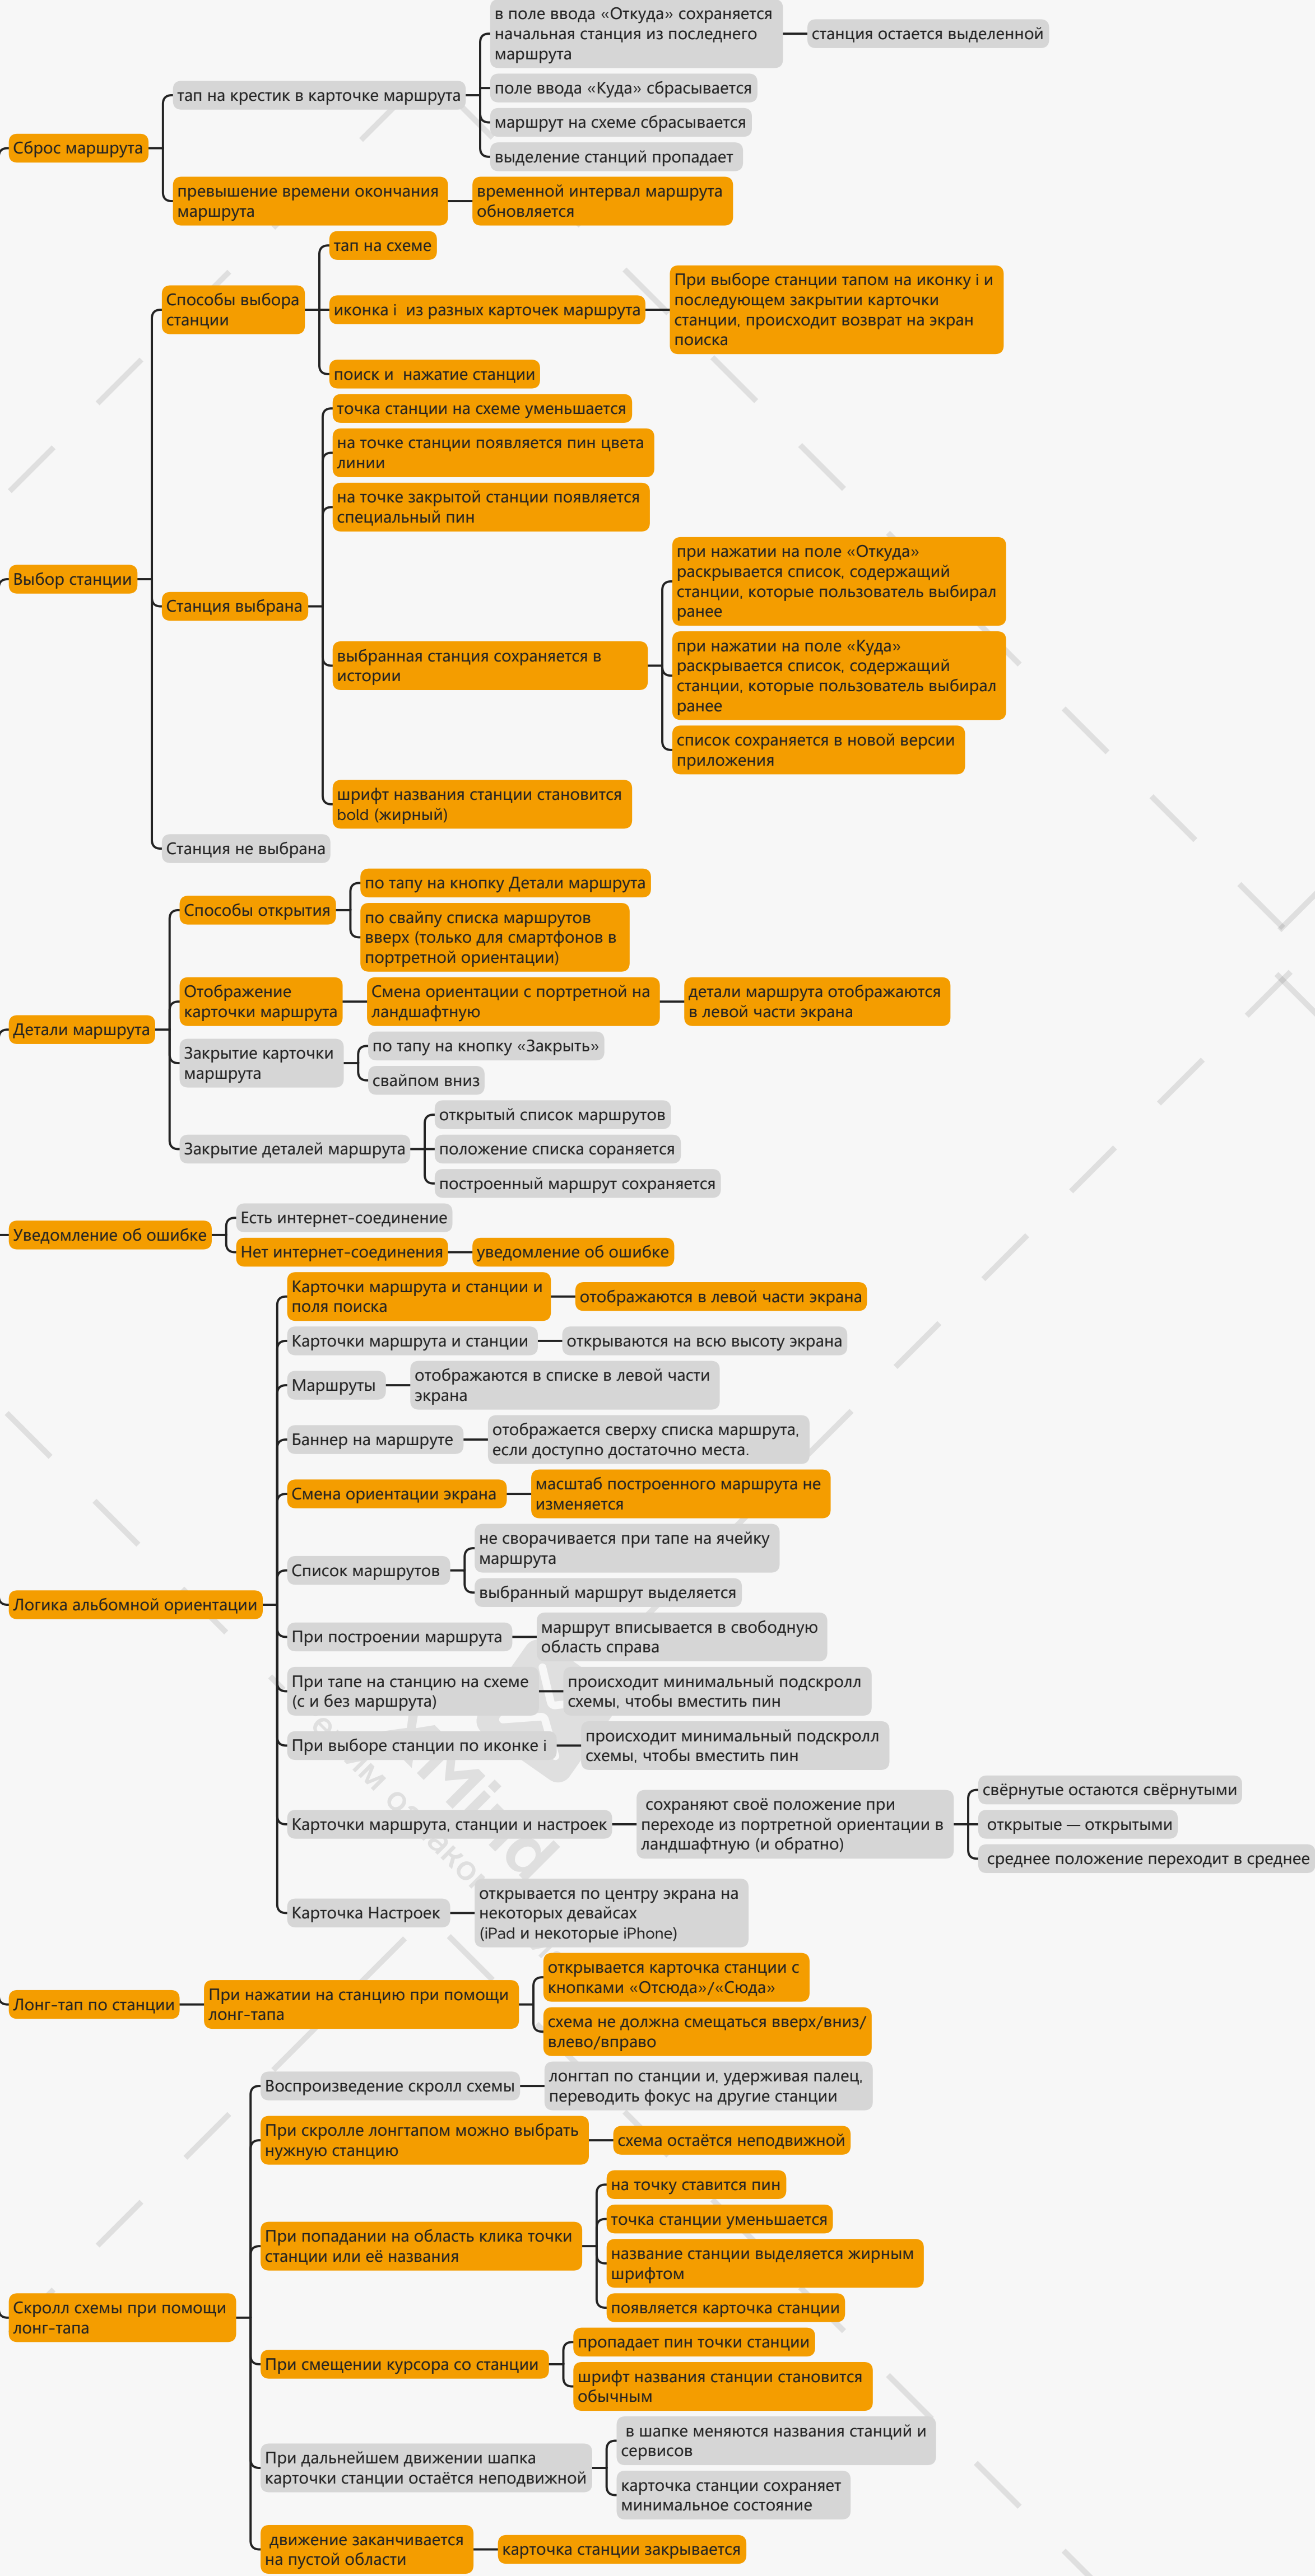 в поле ввода «Откуда» сохраняется
начальная станция из последнего
маршрута
станция остается выделенной
тап на крестик в карточке маршрута
поле ввода «Куда» сбрасывается
маршрут на схеме сбрасывается
выделение станций пропадает
Сброс маршрута
превышение времени окончания
маршрута
временной интервал маршрута
обновляется
тап на схеме
Способы выбора
станции
иконка i из разных карточек маршрута
При выборе станции тапом на иконку i и
последующем закрытии карточки
станции, происходит возврат на экран
поиска
поиск и нажатие станции
точка станции на схеме уменьшается
на точке станции появляется пин цвета
линии
на точке закрытой станции появляется
специальный пин
Выбор станции
Станция выбрана
выбранная станция сохраняется в
истории
при нажатии на поле «Откуда»
раскрывается список, содержащий
станции, которые пользователь выбирал
ранее
при нажатии на поле «Куда»
раскрывается список, содержащий
станции, которые пользователь выбирал
ранее
список сохраняется в новой версии
приложения
шрифт названия станции становится
bold (жирный)
Станция не выбрана
Детали маршрута
Способы открытия
по тапу на кнопку Детали маршрута
по свайпу списка маршрутов
вверх (только для смартфонов в
портретной ориентации)
Отображение
карточки маршрута
Смена ориентации с портретной на
ландшафтную
детали маршрута отображаются
в левой части экрана
Закрытие карточки
маршрута
по тапу на кнопку «Закрыть»
свайпом вниз
Закрытие деталей маршрута
открытый список маршрутов
положение списка сораняется
построенный маршрут сохраняется
Уведомление об ошибке
Есть интернет-соединение
Нет интернет-соединения
уведомление об ошибке
Логика альбомной ориентации
Карточки маршрута и станции и
поля поиска
отображаются в левой части экрана
Карточки маршрута и станции
открываются на всю высоту экрана
Маршруты
отображаются в списке в левой части
экрана
Баннер на маршруте
отображается сверху списка маршрута,
если доступно достаточно места.
Смена ориентации экрана
масштаб построенного маршрута не
изменяется
Список маршрутов
не сворачивается при тапе на ячейку
маршрута
выбранный маршрут выделяется
При построении маршрута
маршрут вписывается в свободную
область справа
При тапе на станцию на схеме
(с и без маршрута)
происходит минимальный подскролл
схемы, чтобы вместить пин
При выборе станции по иконке i
происходит минимальный подскролл
схемы, чтобы вместить пин
Карточки маршрута, станции и настроек
сохраняют своё положение при
переходе из портретной ориентации в
ландшафтную (и обратно)
свёрнутые остаются свёрнутыми
открытые — открытыми
среднее положение переходит в среднее
Карточка Настроек
открывается по центру экрана на
некоторых девайсах
(iPad и некоторые iPhone)
Лонг-тап по станции
При нажатии на станцию при помощи
лонг-тапа
открывается карточка станции с
кнопками «Отсюда»/«Сюда»
схема не должна смещаться вверх/вниз/
влево/вправо
Скролл схемы при помощи
лонг-тапа
Воспроизведение скролл схемы
лонгтап по станции и, удерживая палец,
переводить фокус на другие станции
При скролле лонгтапом можно выбрать
нужную станцию
схема остаётся неподвижной
При попадании на область клика точки
станции или её названия
на точку ставится пин
точка станции уменьшается
название станции выделяется жирным
шрифтом
появляется карточка станции
При смещении курсора со станции
пропадает пин точки станции
шрифт названия станции становится
обычным
При дальнейшем движении шапка
карточки станции остаётся неподвижной
в шапке меняются названия станций и
сервисов
карточка станции сохраняет
минимальное состояние
движение заканчивается
на пустой области
карточка станции закрывается